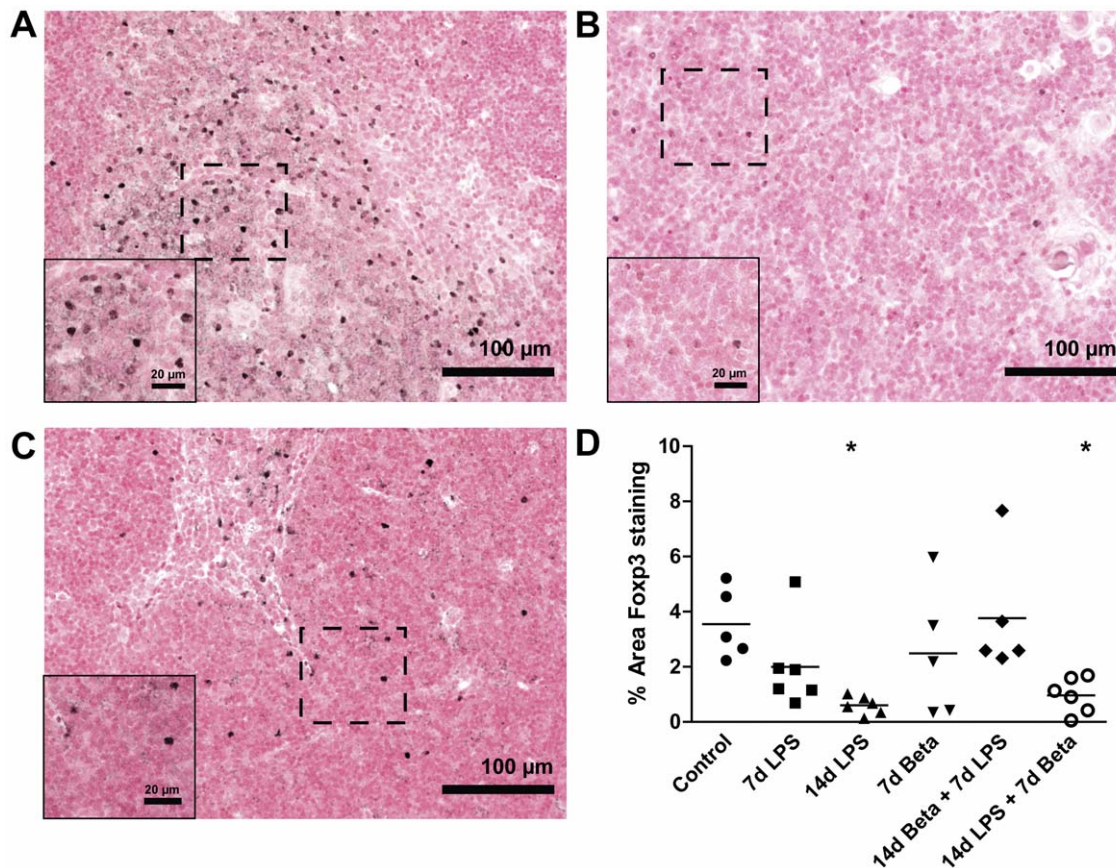 A
100 µm
20 µm
B
100 µm
20 µm
C
100 µm
20 µm
D
% Area Foxp3 staining
10
8
6
4
2
0
*
*
Control
7d LPS
14d LPS
7d Beta
14d Beta + 7d LPS
14d LPS + 7d Beta